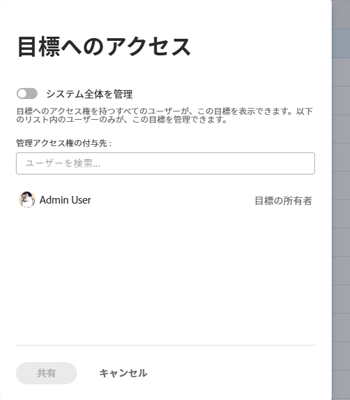 目標へのアクセス
システム全体を管理
目標へのアクセス権を持つすべてのユーザーが、この目標を表示できます。以下
のリスト内のユーザーのみが、この目標を管理できます。
管理アクセス権の付与先 :
ユーザーを検索...
Admin User 目標の所有者
共有 キャンセル